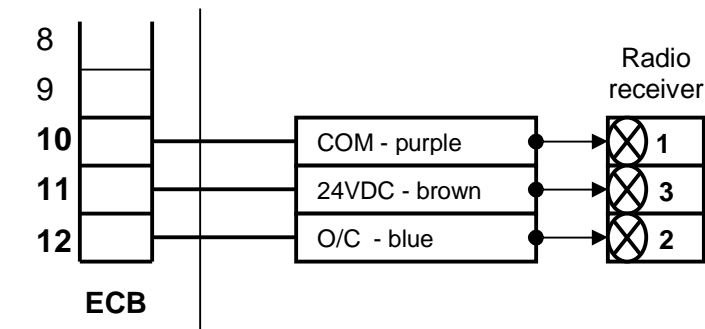 8
Radio
receiver
9
10 COM - purple 1
11 24VDC - brown 3
12 O/C - blue 2
ECB